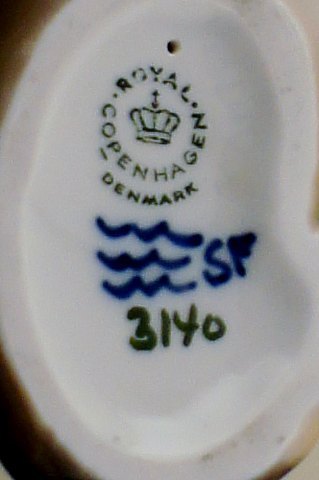 ROYAL
COPENHAGEN
DENMARK
SF
3140